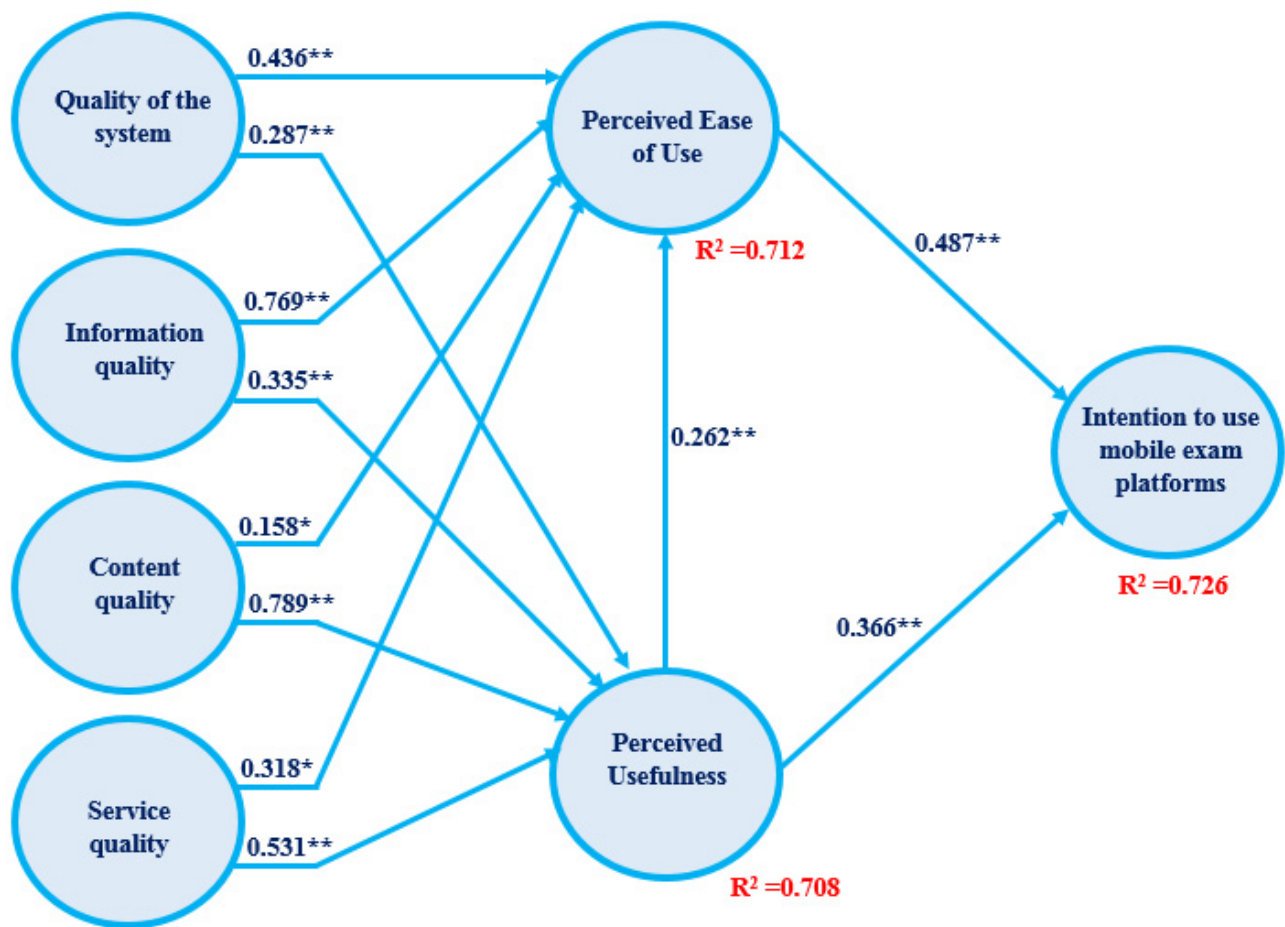 0.436**
Quality of the
system
0.287**
Perceived Ease
of Use
R² =0.712
0.487**
0.769**
Information
quality
0.335**
0.262**
Intention to use
mobile exam
platforms
R² =0.726
0.158*
Content
quality
0.789**
0.366**
Perceived
Usefulness
R² =0.708
0.318*
Service
quality
0.531**